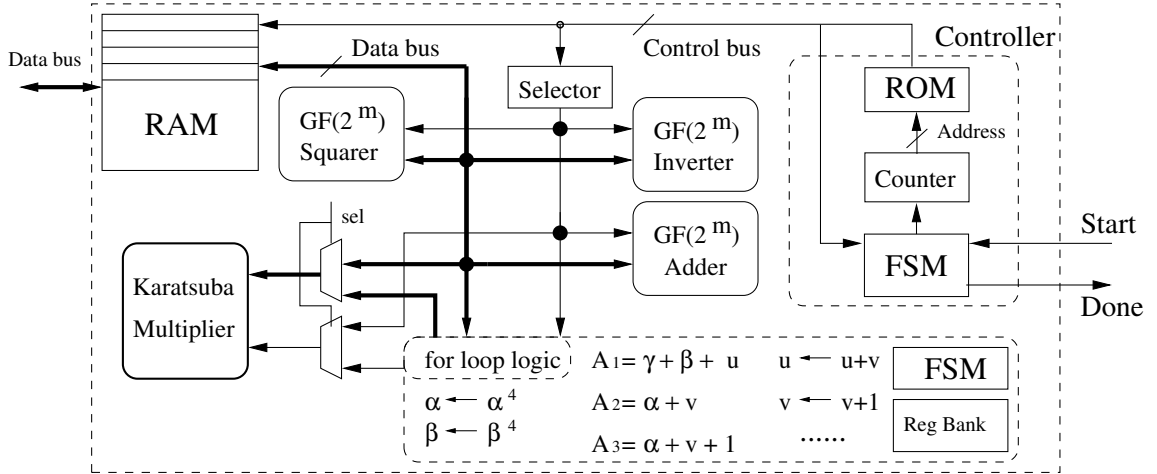 Data bus
RAM
Data bus
Control bus
Selector
GF(2 m)
Squarer
GF(2 m)
Inverter
GF(2 m)
Adder
sel
Karatsuba
Multiplier
Controller
ROM
Address
Counter
FSM
Start
Done
for loop logic
α ← α 4
β ← β 4
A1 = γ + β + u
A2 = α + v
A3 = α + v + 1
u ← u+v
v ← v+1
......
FSM
Reg Bank